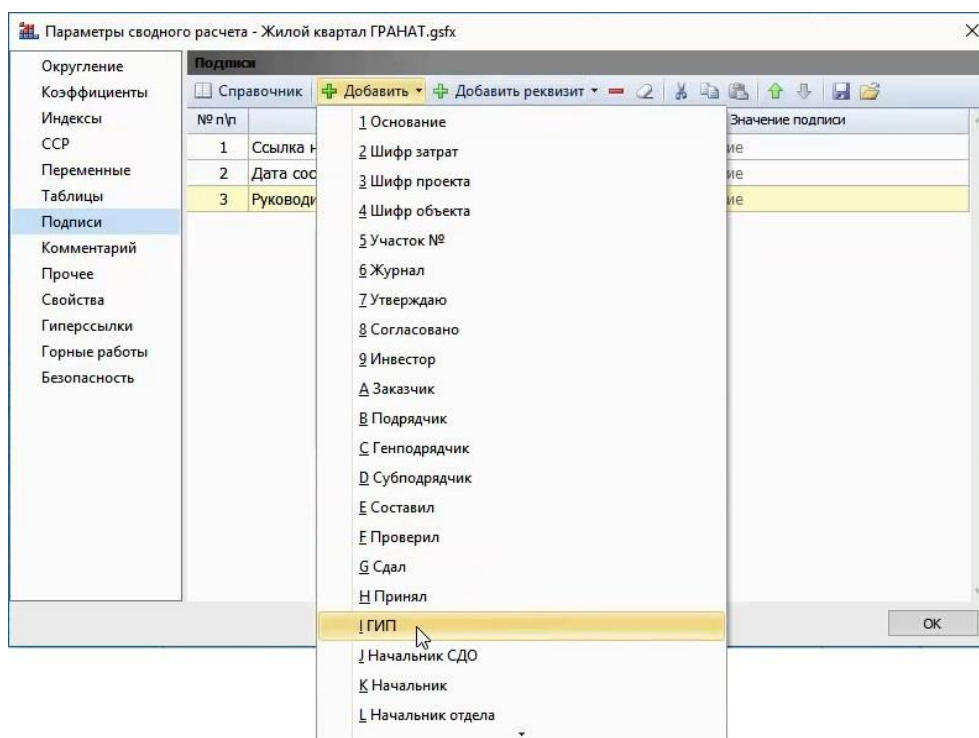 Параметры сводного расчета - Жилой квартал ГРАНАТ.gsfx
Округление
Коэффициенты
Индексы
ССР
Переменные
Таблицы
Подписи
Комментарий
Прочее
Свойства
Гиперссылки
Горные работы
Безопасность
Подписи
Справочник Добавить Добавить реквизит
№ п\п Значение подписи
1 Ссылка н ие
2 Дата сос ие
3 Руководи ие
1 Основание
2 Шифр затрат
3 Шифр проекта
4 Шифр объекта
5 Участок №
6 Журнал
7 Утверждаю
8 Согласовано
9 Инвестор
A Заказчик
B Подрядчик
C Генподрядчик
D Субподрядчик
E Составил
F Проверил
G Сдал
H Принял
I ГИП
J Начальник СДО
K Начальник
L Начальник отдела
OK